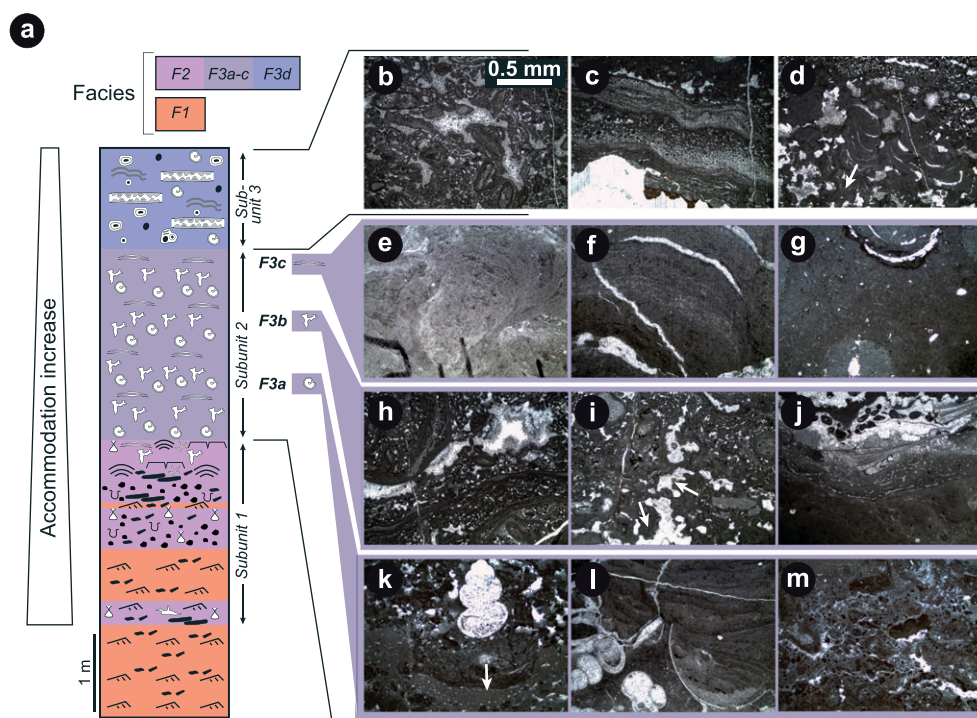 a
Facies
F2
F3a-c
F3d
F1
Sub-
unit 3
Subunit 2
Subunit 1
Accommodation increase
1 m
F3c
F3b
F3a
b
0.5 mm
c
d
e
f
g
h
i
j
k
l
m